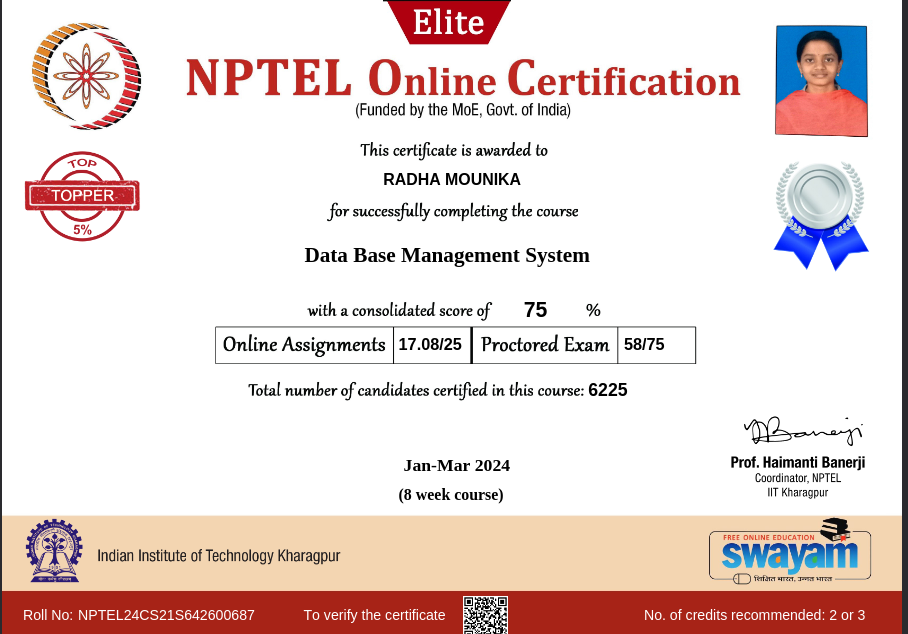 Elite
NPTEL Online Certification
(Funded by the MoE, Govt. of India)
This certificate is awarded to
RADHA MOUNIKA
for successfully completing the course
TOP
TOPPER
5%
Data Base Management System
with a consolidated score of 75 %
Online Assignments 17.08/25 Proctored Exam 58/75
Total number of candidates certified in this course: 6225
Prof. Haimanti Banerji
Coordinator, NPTEL
IIT Kharagpur
Jan-Mar 2024
(8 week course)
Indian Institute of Technology Kharagpur
FREE ONLINE EDUCATION
swayam
शिक्षित भारत, उन्नत भारत
Roll No: NPTEL24CS21S642600687 To verify the certificate No. of credits recommended: 2 or 3